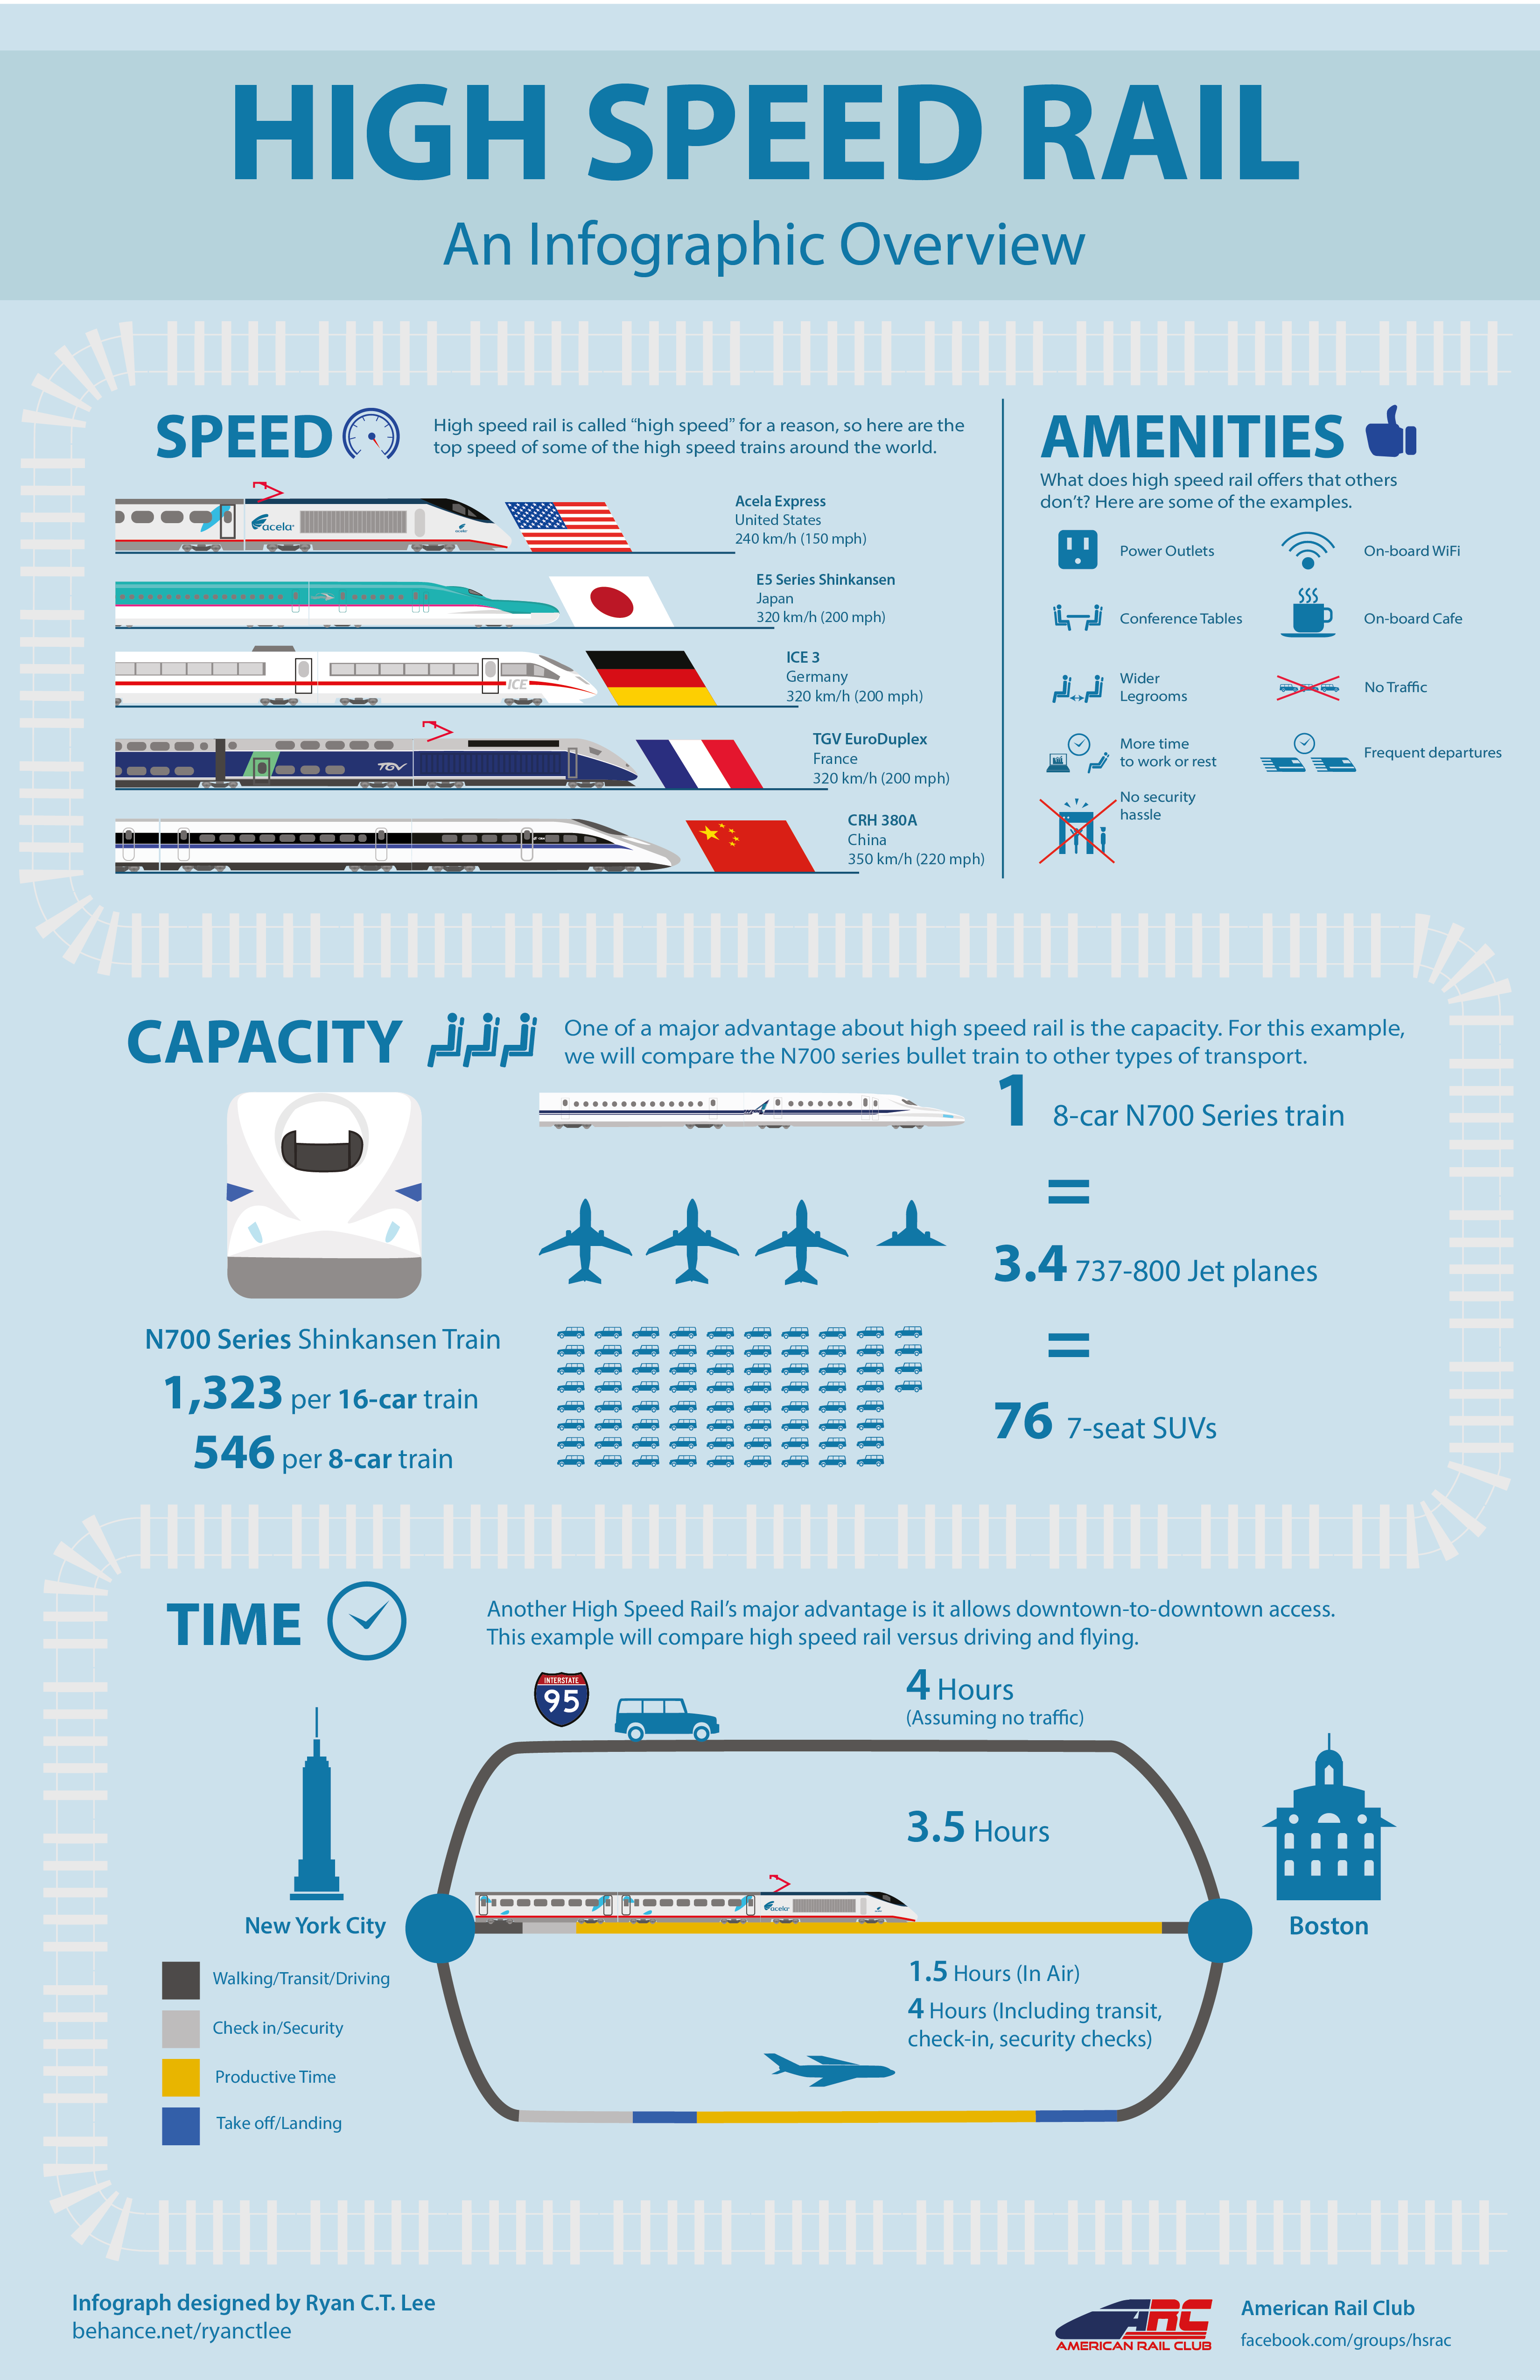 HIGH SPEED RAIL
An Infographic Overview
SPEED
High speed rail is called “high speed” for a reason, so here are the
top speed of some of the high speed trains around the world.
acela
Acela Express
United States
240 km/h (150 mph)
E5 Series Shinkansen
Japan
320 km/h (200 mph)
ICE
ICE 3
Germany
320 km/h (200 mph)
TGV
TGV EuroDuplex
France
320 km/h (200 mph)
CRH 380A
China
350 km/h (220 mph)
AMENITIES
What does high speed rail offers that others
don’t? Here are some of the examples.
Power Outlets
On-board WiFi
Conference Tables
On-board Cafe
Wider
Legrooms
No Traffic
More time
to work or rest
Frequent departures
No security
hassle
CAPACITY
One of a major advantage about high speed rail is the capacity. For this example,
we will compare the N700 series bullet train to other types of transport.
1 8-car N700 Series train
=
3.4 737-800 Jet planes
=
76 7-seat SUVs
N700 Series Shinkansen Train
1,323 per 16-car train
546 per 8-car train
TIME
Another High Speed Rail’s major advantage is it allows downtown-to-downtown access.
This example will compare high speed rail versus driving and flying.
INTERSTATE
95
4 Hours
(Assuming no traffic)
3.5 Hours
acela
New York City
Boston
1.5 Hours (In Air)
4 Hours (Including transit,
check-in, security checks)
Walking/Transit/Driving
Check in/Security
Productive Time
Take off/Landing
Infograph designed by Ryan C.T. Lee
behance.net/ryanctlee
ARC
AMERICAN RAIL CLUB
American Rail Club
facebook.com/groups/hsrac